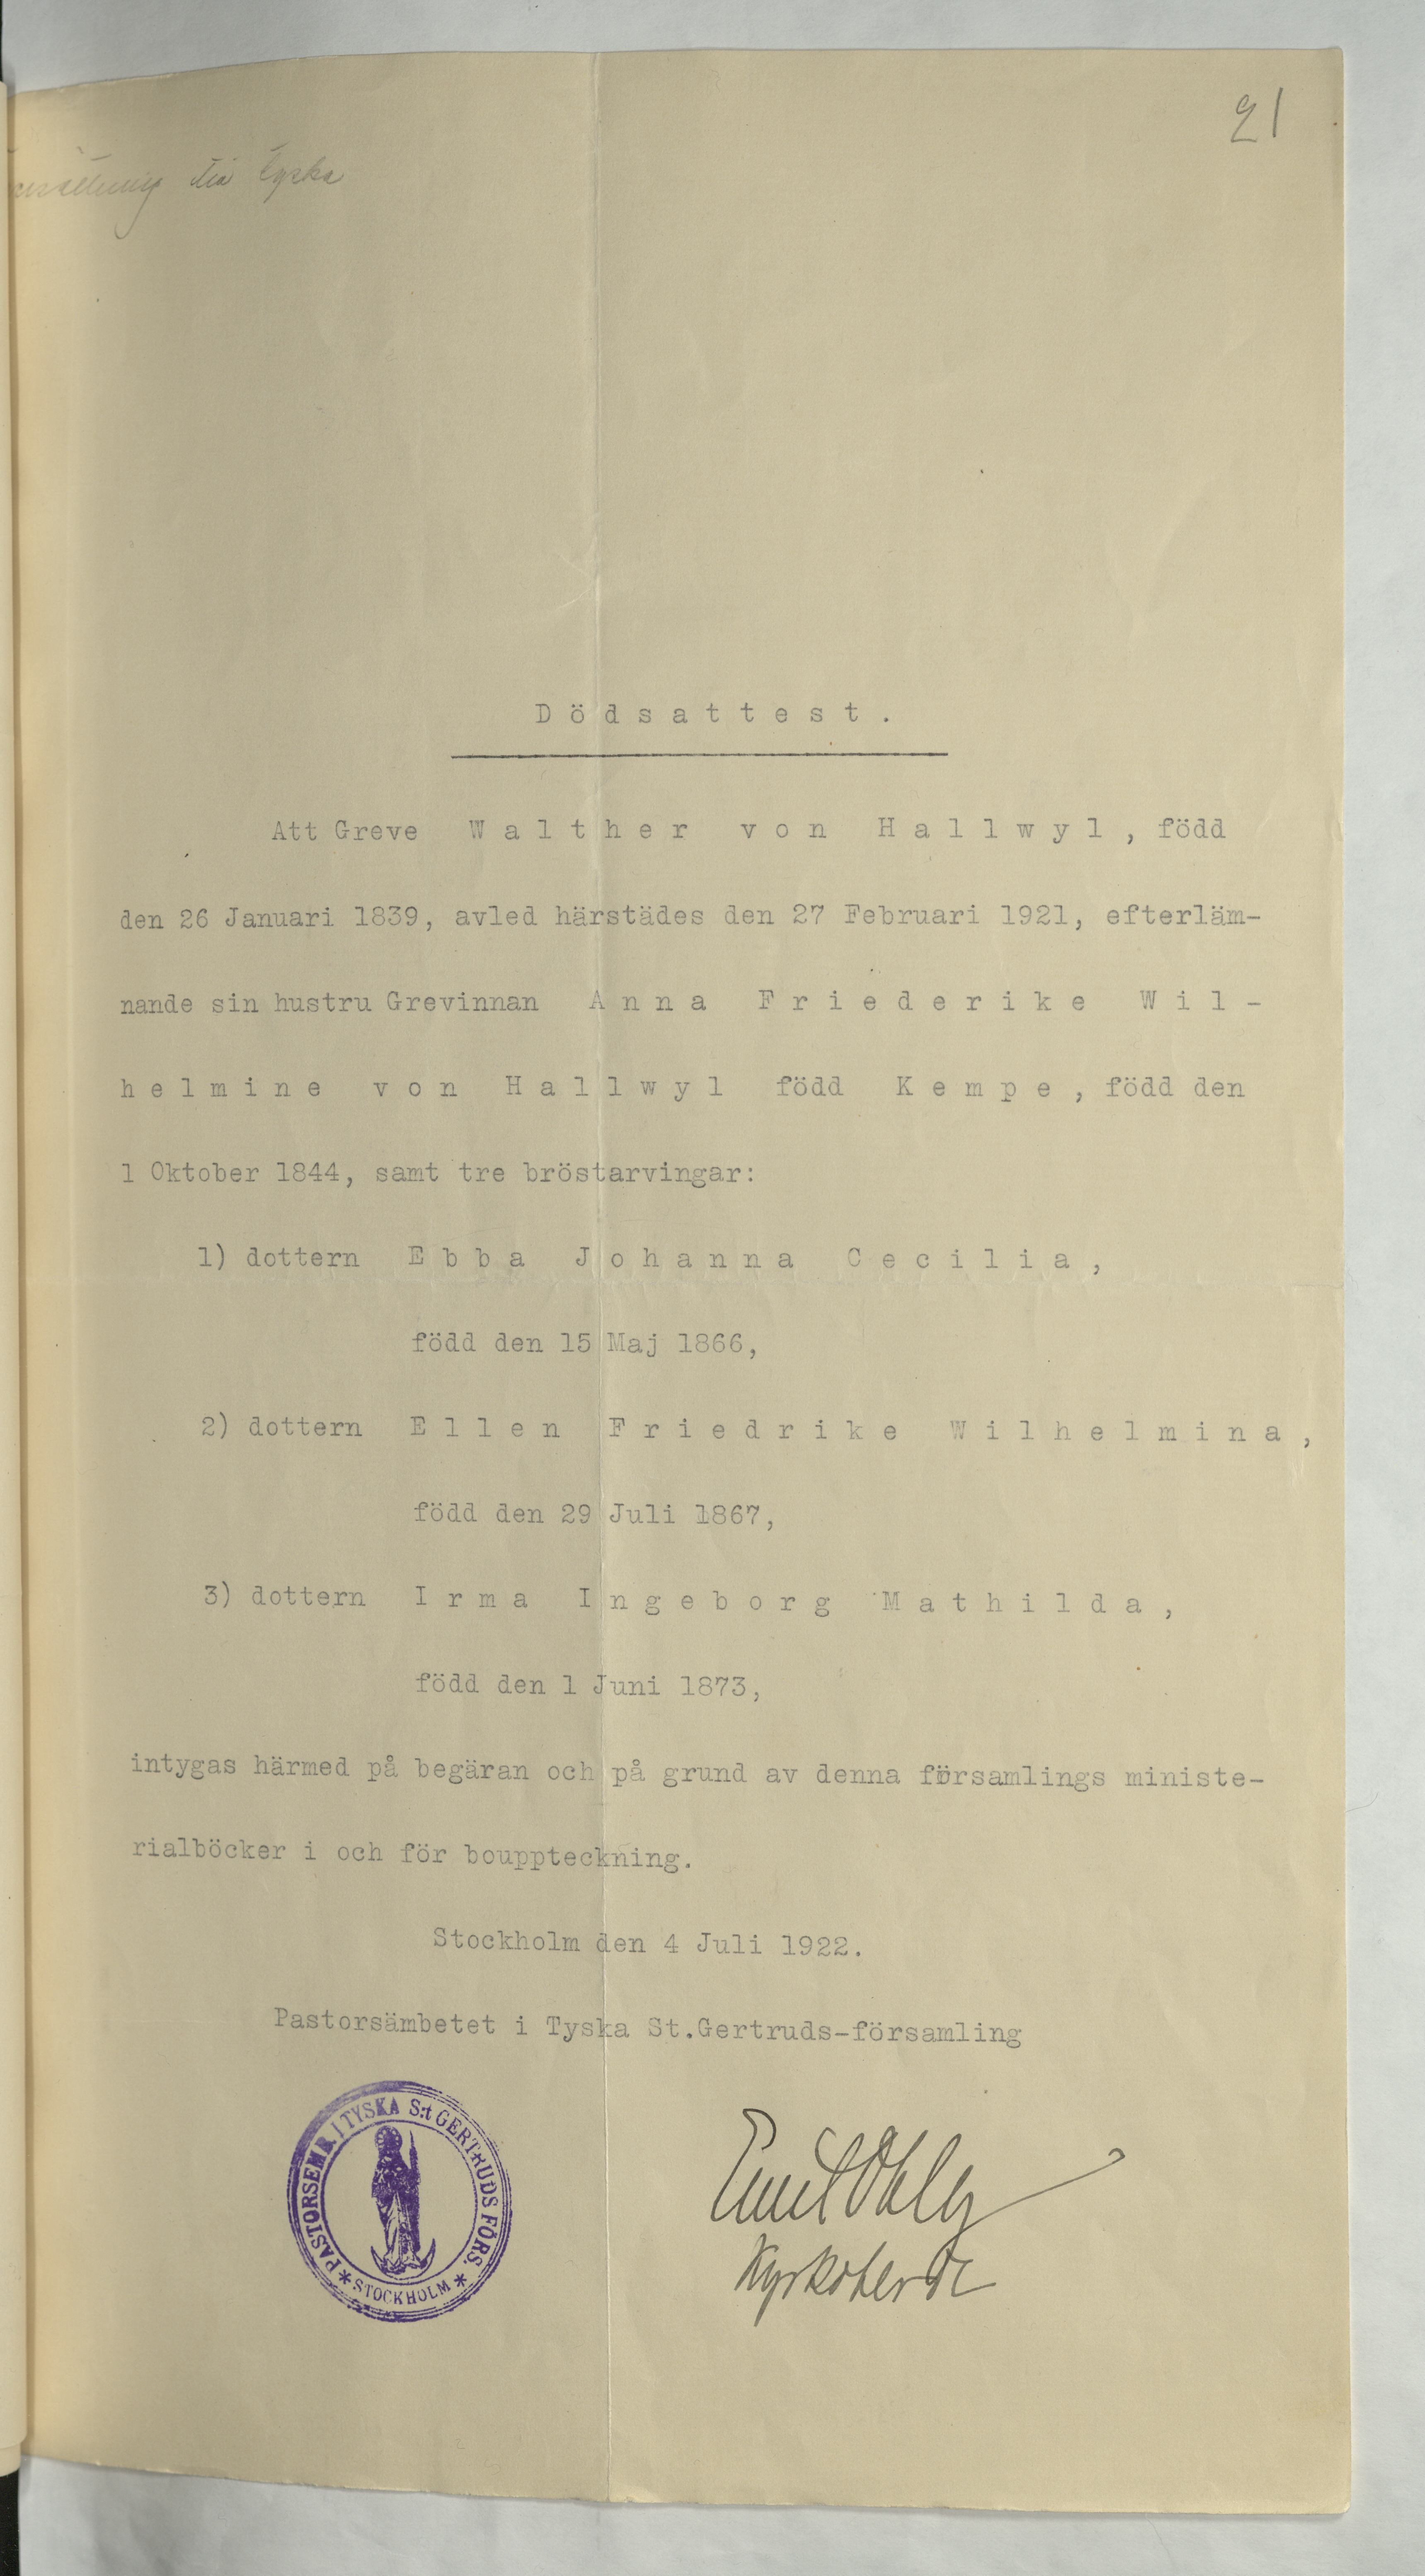 21
till tyska
Dödsattest.
Att Greve Walther von Hallwyl, född
den 26 Januari 1839, avled härstädes den 27 Februari 1921, efterläm-
nande sin hustru Grevinnan Anna Friederike Wil-
helmine von Hallwyl född Kempe, född den
1 Oktober 1844, samt tre bröstarvingar:
1) dottern Ebba Johanna Cecilia,
född den 15 Maj 1866,
2) dottern Ellen Friedrike Wilhelmina,
född den 29 Juli 1867,
3) dottern Irma Ingeborg Mathilda,
född den 1 Juni 1873,
intygas härmed på begäran och på grund av denna församlings ministe-
rialböcker i och för bouppteckning.
Stockholm den 4 Juli 1922.
Pastorsämbetet i Tyska St.Gertruds-församling
PASTORSEMB. I TYSKA S:t GERTRUDS FÖRS.
* STOCKHOLM *
Emil Ohly
Kyrkoherde